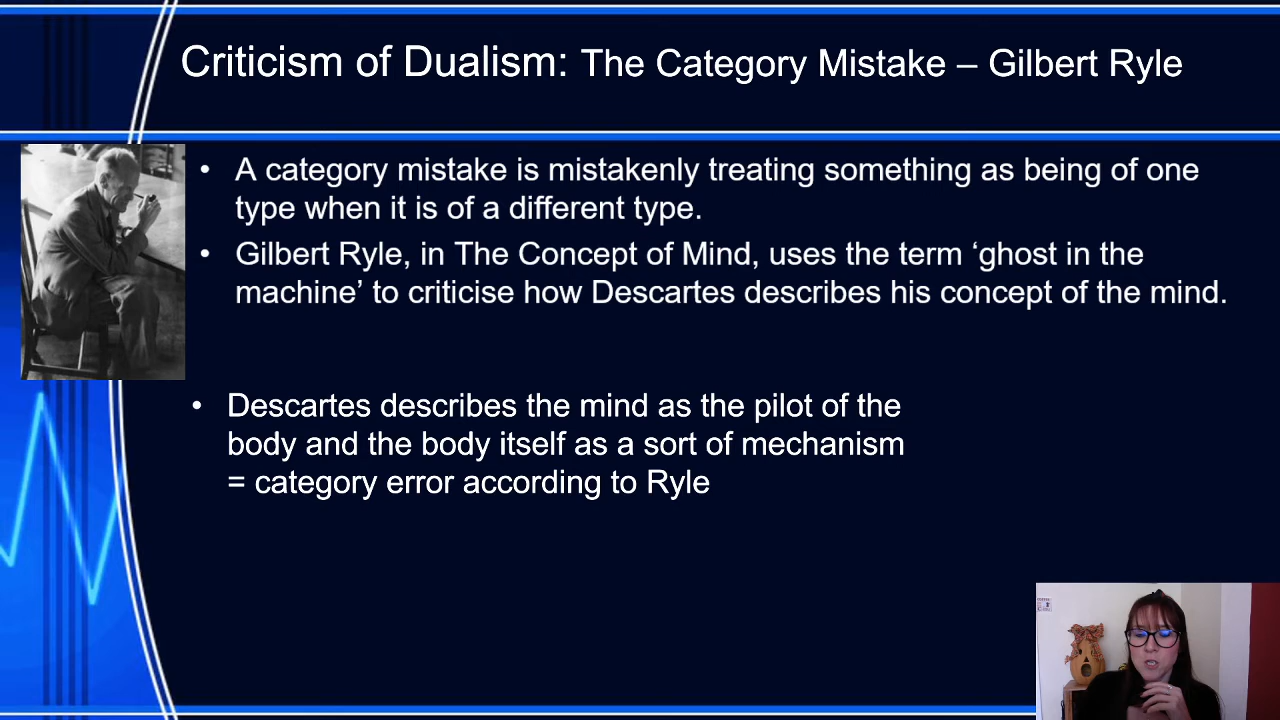 Criticism of Dualism: The Category Mistake – Gilbert Ryle
• A category mistake is mistakenly treating something as being of one
type when it is of a different type.
• Gilbert Ryle, in The Concept of Mind, uses the term ‘ghost in the
machine’ to criticise how Descartes describes his concept of the mind.
• Descartes describes the mind as the pilot of the
body and the body itself as a sort of mechanism
= category error according to Ryle